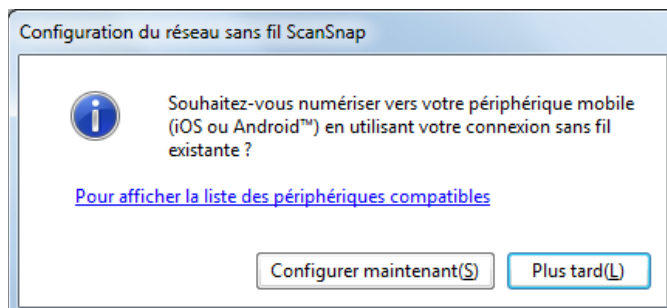 Configuration du réseau sans fil ScanSnap
Souhaitez-vous numériser vers votre périphérique mobile
(iOS ou Android™) en utilisant votre connexion sans fil
existante ?
Pour afficher la liste des périphériques compatibles
Configurer maintenant(S) Plus tard(L)